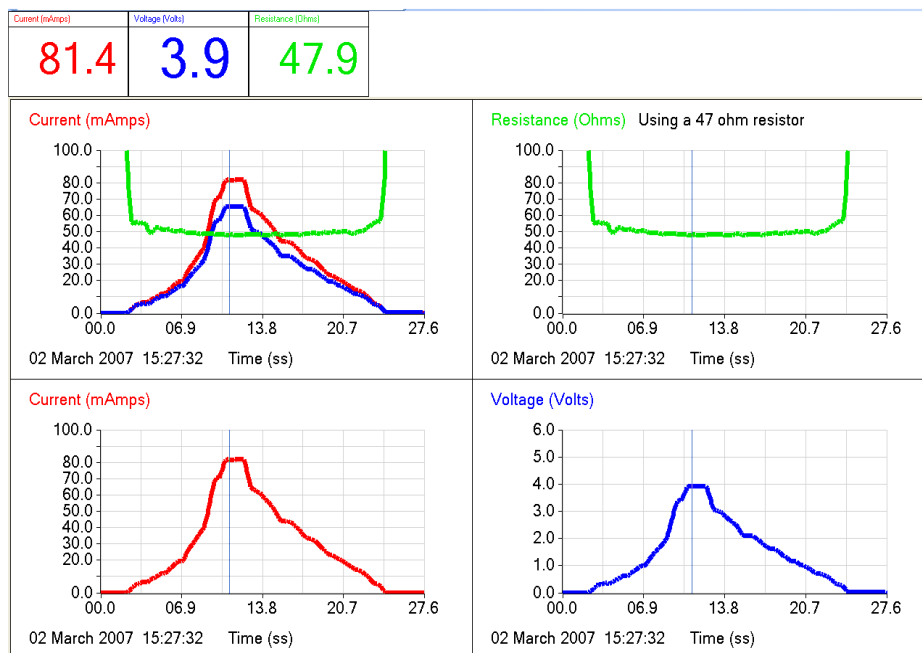 Current (mAmps) Voltage (Volts) Resistance (Ohms)
81.4 3.9 47.9
Current (mAmps)
100.0
80.0
70.0
60.0
50.0
40.0
30.0
20.0
0.0
00.0 06.9 13.8 20.7 27.6
02 March 2007 15:27:32 Time (ss)
Resistance (Ohms) Using a 47 ohm resistor
100.0
80.0
70.0
60.0
50.0
40.0
30.0
20.0
0.0
00.0 06.9 13.8 20.7 27.6
02 March 2007 15:27:32 Time (ss)
Current (mAmps)
100.0
80.0
70.0
60.0
50.0
40.0
30.0
20.0
0.0
00.0 06.9 13.8 20.7 27.6
02 March 2007 15:27:32 Time (ss)
Voltage (Volts)
6.0
5.0
4.0
3.0
2.0
1.0
0.0
00.0 06.9 13.8 20.7 27.6
02 March 2007 15:27:32 Time (ss)